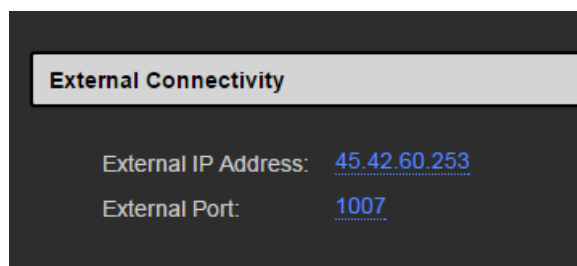 External Connectivity
External IP Address: 45.42.60.253
External Port: 1007